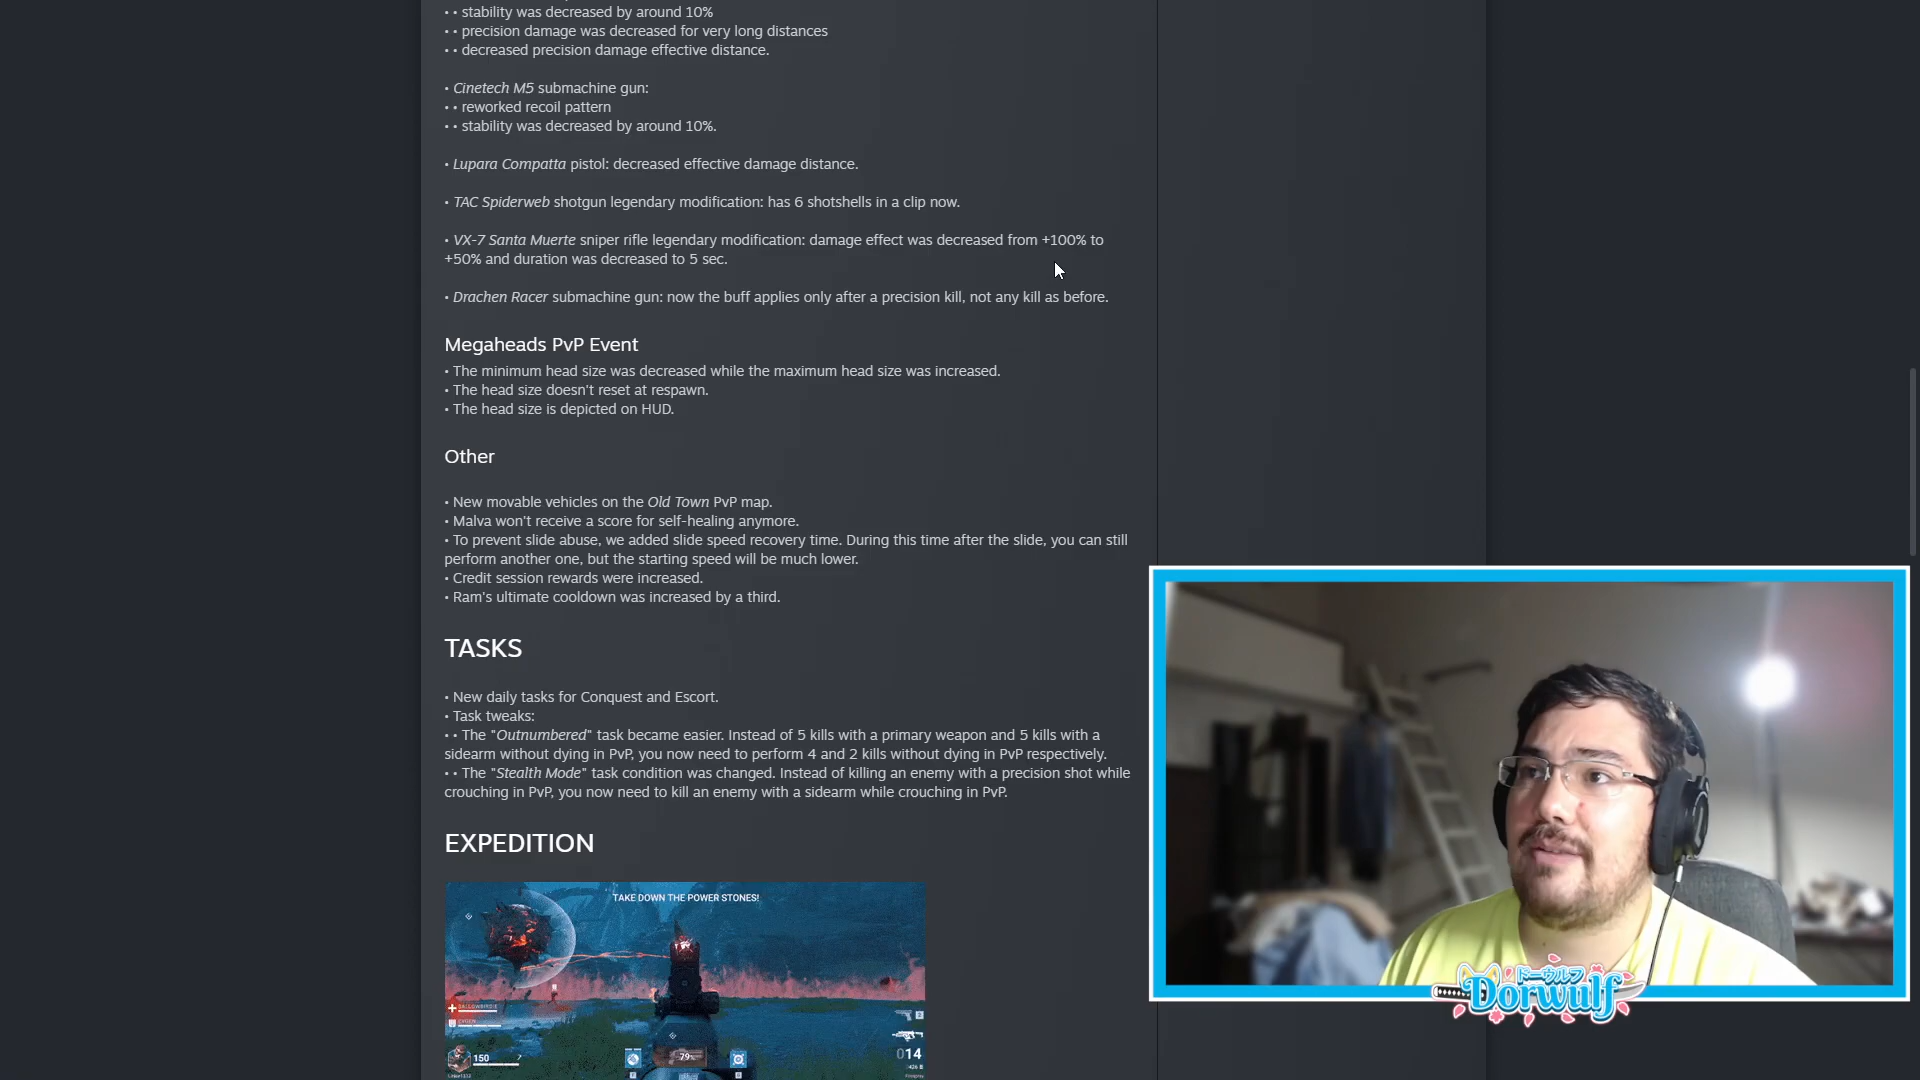 • • stability was decreased by around 10%
• • precision damage was decreased for very long distances
• • decreased precision damage effective distance.
• Cinetech M5 submachine gun:
• • reworked recoil pattern
• • stability was decreased by around 10%.
• Lupara Compatta pistol: decreased effective damage distance.
• TAC Spiderweb shotgun legendary modification: has 6 shotshells in a clip now.
• VX-7 Santa Muerte sniper rifle legendary modification: damage effect was decreased from +100% to
+50% and duration was decreased to 5 sec.
• Drachen Racer submachine gun: now the buff applies only after a precision kill, not any kill as before.
Megaheads PvP Event
• The minimum head size was decreased while the maximum head size was increased.
• The head size doesn't reset at respawn.
• The head size is depicted on HUD.
Other
• New movable vehicles on the Old Town PvP map.
• Malva won't receive a score for self-healing anymore.
• To prevent slide abuse, we added slide speed recovery time. During this time after the slide, you can still
perform another one, but the starting speed will be much lower.
• Credit session rewards were increased.
• Ram's ultimate cooldown was increased by a third.
TASKS
• New daily tasks for Conquest and Escort.
• Task tweaks:
• • The "Outnumbered" task became easier. Instead of 5 kills with a primary weapon and 5 kills with a
sidearm without dying in PvP, you now need to perform 4 and 2 kills without dying in PvP respectively.
• • The "Stealth Mode" task condition was changed. Instead of killing an enemy with a precision shot while
crouching in PvP, you now need to kill an enemy with a sidearm while crouching in PvP.
EXPEDITION
TAKE DOWN THE POWER STONES!
150
79
014
ドーウルフ
Dorwulf